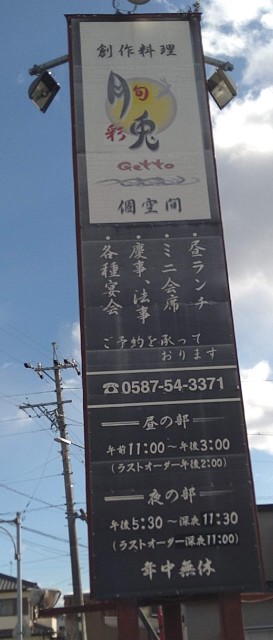 創作料理
旬彩
月兎
Getto
個空間
・昼ランチ
・ミニ会席
・慶事、法事
・各種宴会
ご予約を承って
おります
☎0587-54-3371
昼の部
午前11:00〜午後3:00
(ラストオーダー午後2:00)
夜の部
午後5:30〜深夜11:30
(ラストオーダー深夜11:00)
年中無休